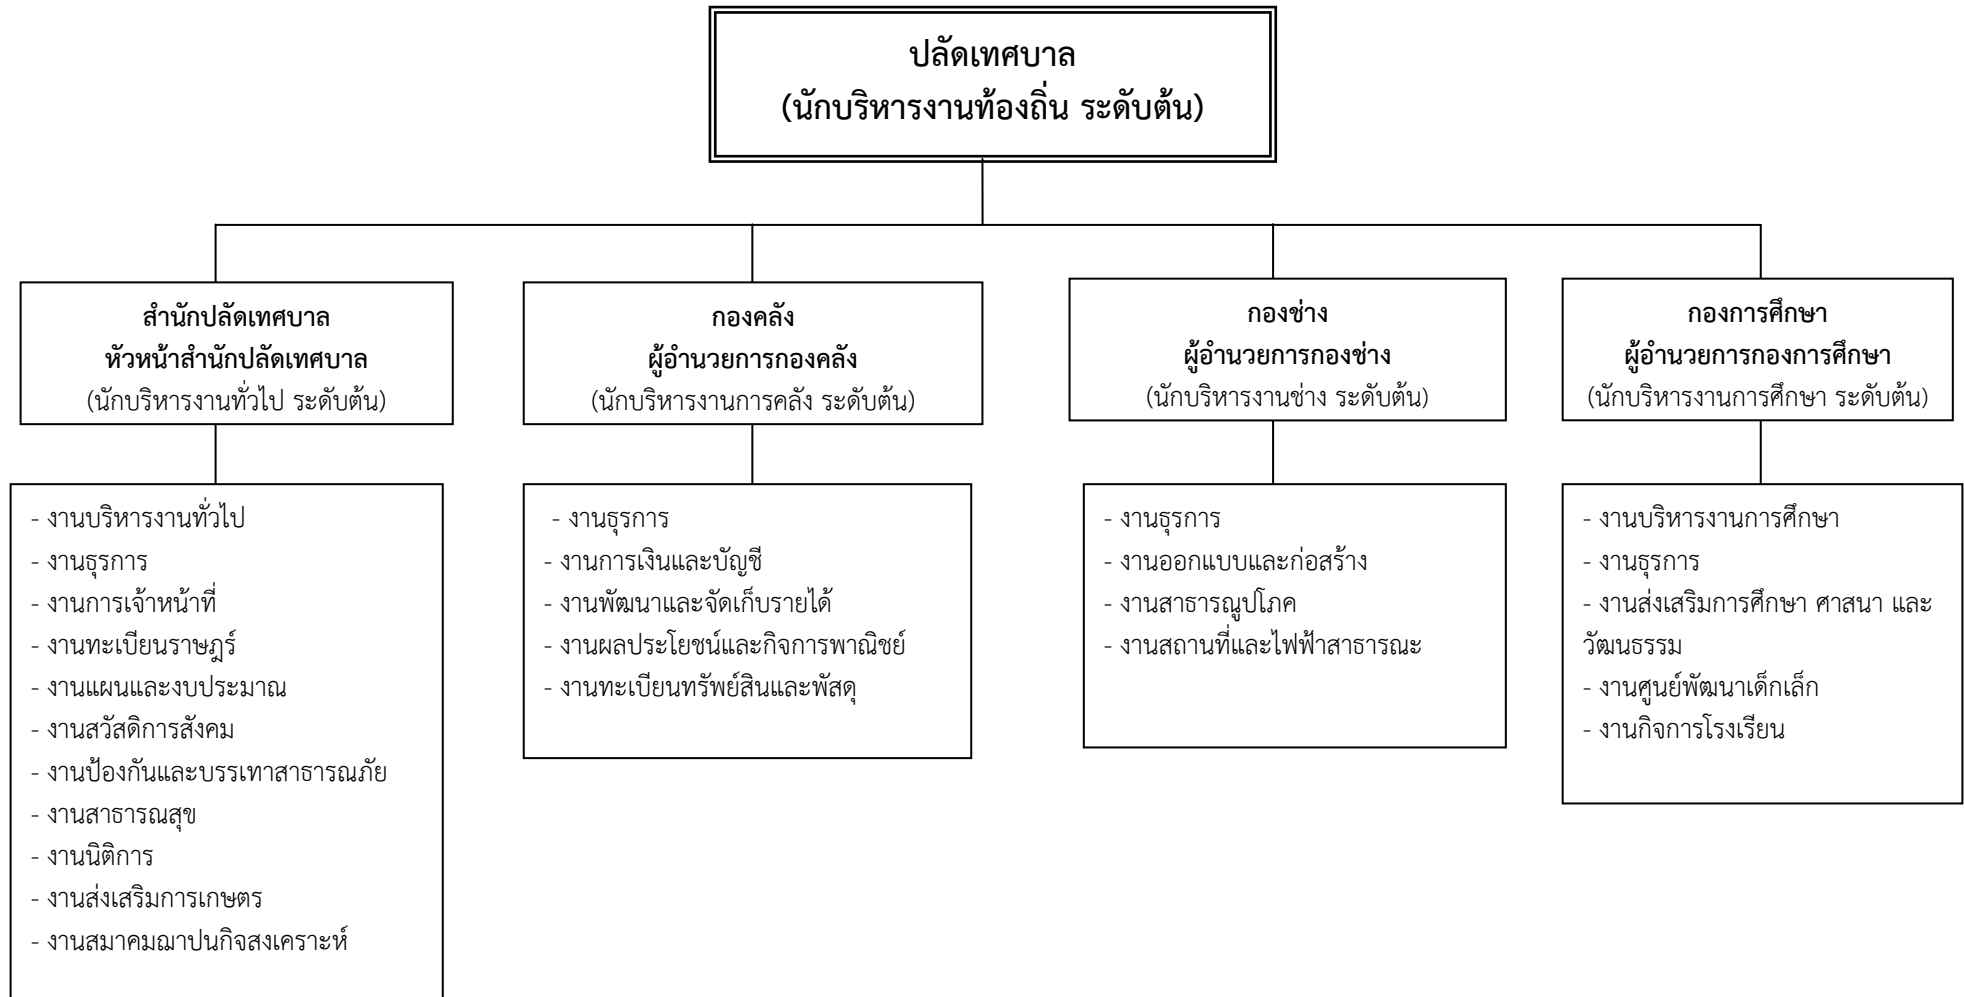 ปลัดเทศบาล
(นักบริหารงานท้องถิ่น ระดับต้น)
สำนักปลัดเทศบาล
หัวหน้าสำนักปลัดเทศบาล
(นักบริหารงานทั่วไป ระดับต้น)
กองคลัง
ผู้อำนวยการกองคลัง
(นักบริหารงานการคลัง ระดับต้น)
กองช่าง
ผู้อำนวยการกองช่าง
(นักบริหารงานช่าง ระดับต้น)
กองการศึกษา
ผู้อำนวยการกองการศึกษา
(นักบริหารงานการศึกษา ระดับต้น)
- งานบริหารงานทั่วไป
- งานธุรการ
- งานการเจ้าหน้าที่
- งานทะเบียนราษฎร์
- งานแผนและงบประมาณ
- งานสวัสดิการสังคม
- งานป้องกันและบรรเทาสาธารณภัย
- งานสาธารณสุข
- งานนิติการ
- งานส่งเสริมการเกษตร
- งานสมาคมฌาปนกิจสงเคราะห์
- งานธุรการ
- งานการเงินและบัญชี
- งานพัฒนาและจัดเก็บรายได้
- งานผลประโยชน์และกิจการพาณิชย์
- งานทะเบียนทรัพย์สินและพัสดุ
- งานธุรการ
- งานออกแบบและก่อสร้าง
- งานสาธารณูปโภค
- งานสถานที่และไฟฟ้าสาธารณะ
- งานบริหารงานการศึกษา
- งานธุรการ
- งานส่งเสริมการศึกษา ศาสนา และ
วัฒนธรรม
- งานศูนย์พัฒนาเด็กเล็ก
- งานกิจการโรงเรียน